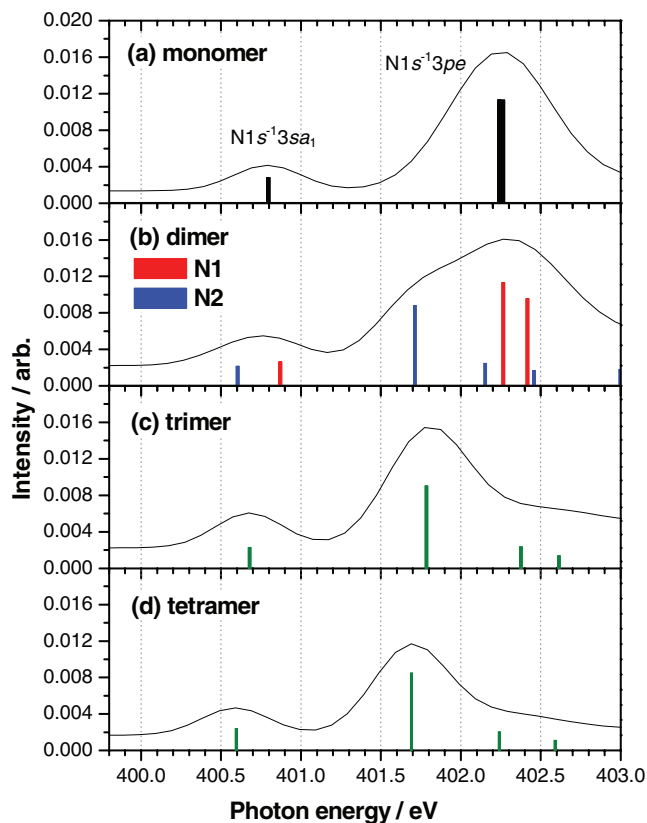 Intensity / arb.
0.020
0.016
0.012
0.008
0.004
0.000
(a) monomer
N1s⁻¹3pe
N1s⁻¹3sa₁
0.016
0.012
0.008
0.004
0.000
(b) dimer
N1
N2
0.016
0.012
0.008
0.004
0.000
(c) trimer
0.016
0.012
0.008
0.004
0.000
(d) tetramer
400.0 400.5 401.0 401.5 402.0 402.5 403.0
Photon energy / eV